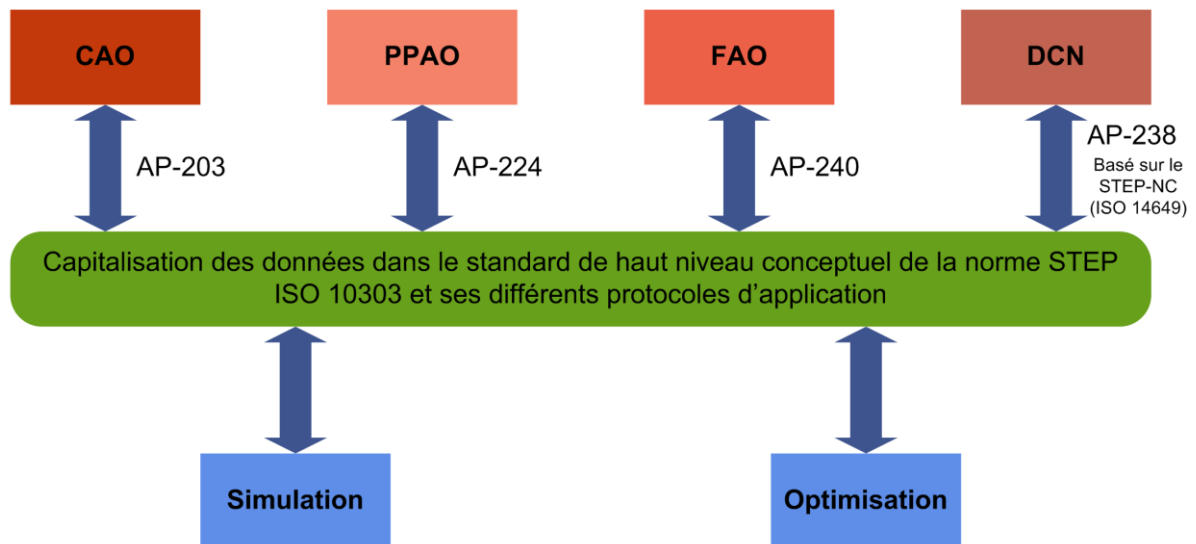 CAO
PPAO
FAO
DCN
AP-203
AP-224
AP-240
AP-238
Basé sur le
STEP-NC
(ISO 14649)
Capitalisation des données dans le standard de haut niveau conceptuel de la norme STEP
ISO 10303 et ses différents protocoles d’application
Simulation
Optimisation